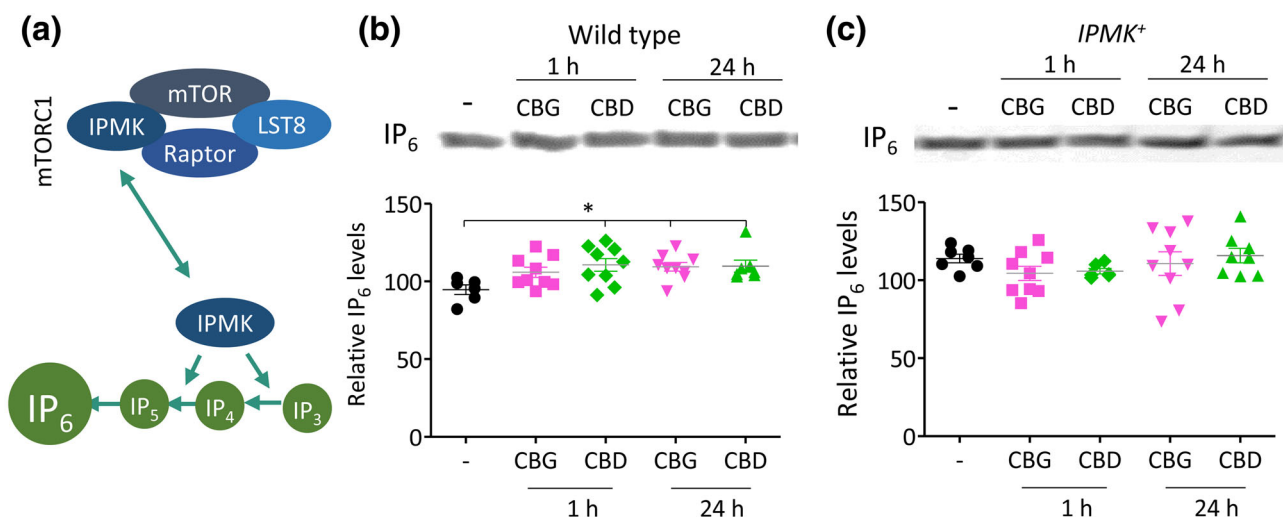 (a)
mTORC1
mTOR
IPMK
LST8
Raptor
IPMK
IP6
IP5
IP4
IP3
(b)
Wild type
1 h
24 h
-
CBG
CBD
CBG
CBD
IP6
*
Relative IP6 levels
150
100
50
0
-
CBG
CBD
CBG
CBD
1 h
24 h
(c)
IPMK+
1 h
24 h
-
CBG
CBD
CBG
CBD
IP6
Relative IP6 levels
150
100
50
0
-
CBG
CBD
CBG
CBD
1 h
24 h